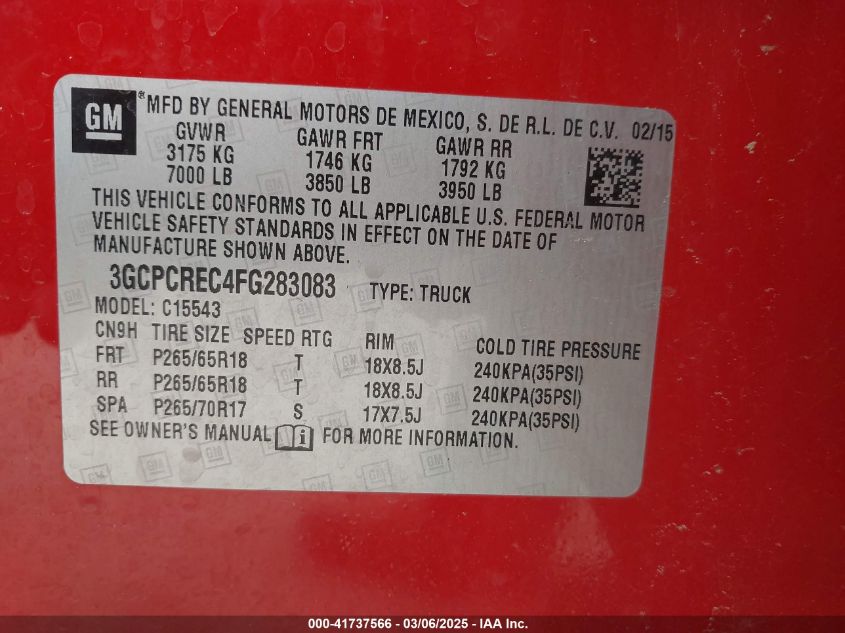 GM ® MFD BY GENERAL MOTORS DE MEXICO, S. DE R.L. DE C.V. 02/15
GVWR GAWR FRT GAWR RR
3175 KG 1746 KG 1792 KG
7000 LB 3850 LB 3950 LB
THIS VEHICLE CONFORMS TO ALL APPLICABLE U.S. FEDERAL MOTOR
VEHICLE SAFETY STANDARDS IN EFFECT ON THE DATE OF
MANUFACTURE SHOWN ABOVE.
3GCPCREC4FG283083 TYPE: TRUCK
MODEL: C15543
CN9H TIRE SIZE SPEED RTG RIM COLD TIRE PRESSURE
FRT P265/65R18 T 18X8.5J 240KPA(35PSI)
RR P265/65R18 T 18X8.5J 240KPA(35PSI)
SPA P265/70R17 S 17X7.5J 240KPA(35PSI)
SEE OWNER'S MANUAL i FOR MORE INFORMATION.
000-41737566 - 03/06/2025 - IAA Inc.